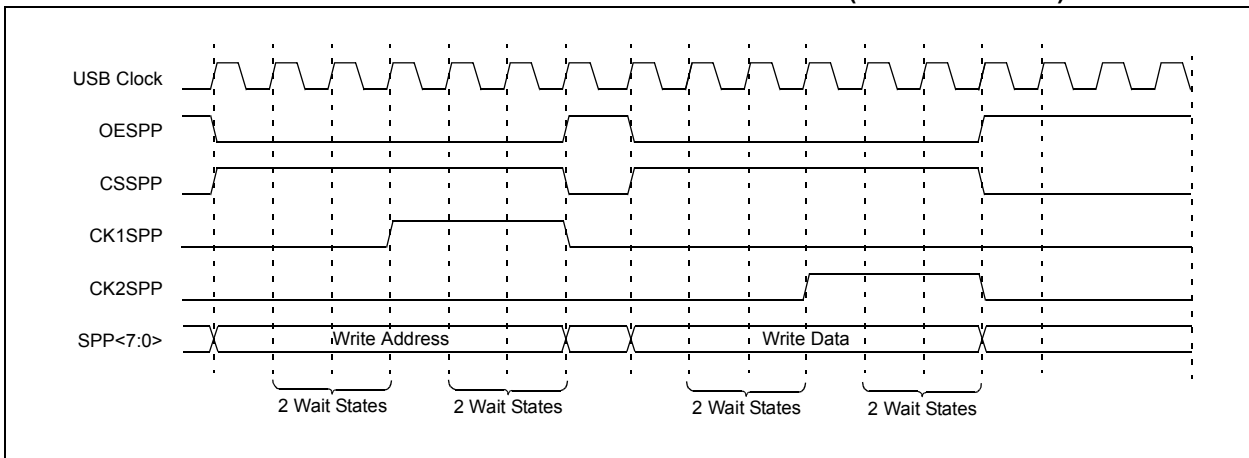 USB Clock
OESPP
CSSPP
CK1SPP
CK2SPP
SPP<7:0> Write Address Write Data
2 Wait States 2 Wait States 2 Wait States 2 Wait States